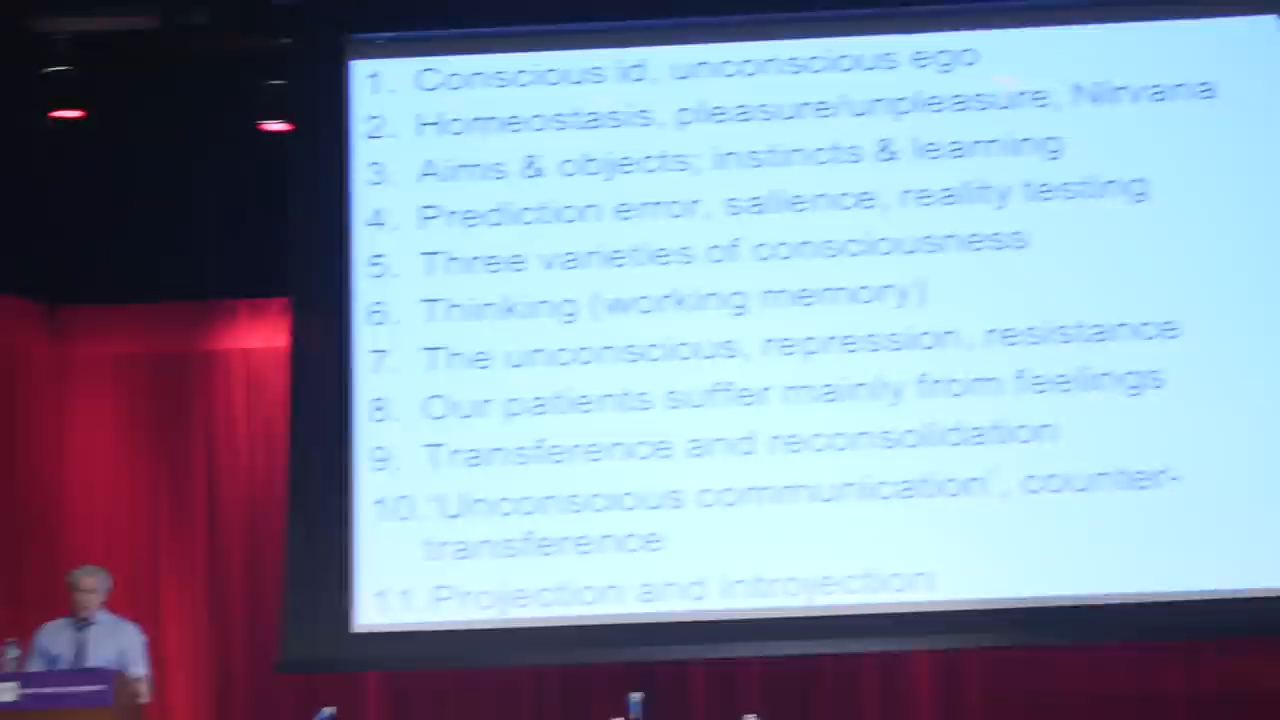 1. Conscious id, unconscious ego
2. Homeostasis, pleasure/unpleasure, Nirvana
3. Aims & objects; instincts & learning
4. Prediction error, salience, reality testing
5. Three varieties of consciousness
6. Thinking (working memory)
7. The unconscious, repression, resistance
8. Our patients suffer mainly from feelings
9. Transference and reconsolidation
10. ‘Unconscious communication’, counter-
transference
11. Projection and introjection